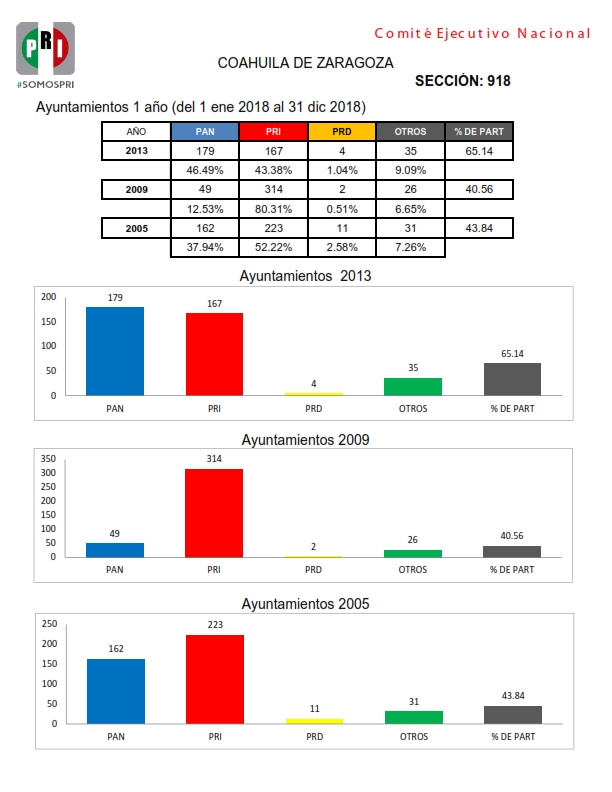 Comité Ejecutivo Nacional
PRI
#SOMOSPRI
COAHUILA DE ZARAGOZA
SECCIÓN: 918
Ayuntamientos 1 año (del 1 ene 2018 al 31 dic 2018)
AÑO PAN PRI PRD OTROS % DE PART
2013 179 167 4 35 65.14
46.49% 43.38% 1.04% 9.09%
2009 49 314 2 26 40.56
12.53% 80.31% 0.51% 6.65%
2005 162 223 11 31 43.84
37.94% 52.22% 2.58% 7.26%
Ayuntamientos 2013
200
150
100
50
0
179 167 4 35 65.14
PAN PRI PRD OTROS % DE PART
Ayuntamientos 2009
350
300
250
200
150
100
50
0
49 314 2 26 40.56
PAN PRI PRD OTROS % DE PART
Ayuntamientos 2005
250
200
150
100
50
0
162 223 11 31 43.84
PAN PRI PRD OTROS % DE PART